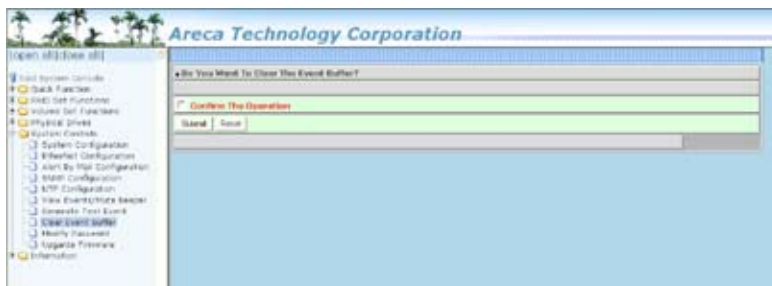 Areca Technology Corporation
|open all|close all|
Raid System Console
Quick Function
RAID Set Functions
Volume Set Functions
Physical Drives
System Controls
System Configuration
EtherNet Configuration
Alert By Mail Configuration
SNMP Configuration
NTP Configuration
View Events/Mute Beeper
Generate Test Event
Clear Event Buffer
Modify Password
Upgrade Firmware
Information
Do You Want To Clear The Event Buffer?
Confirm The Operation
Submit Reset